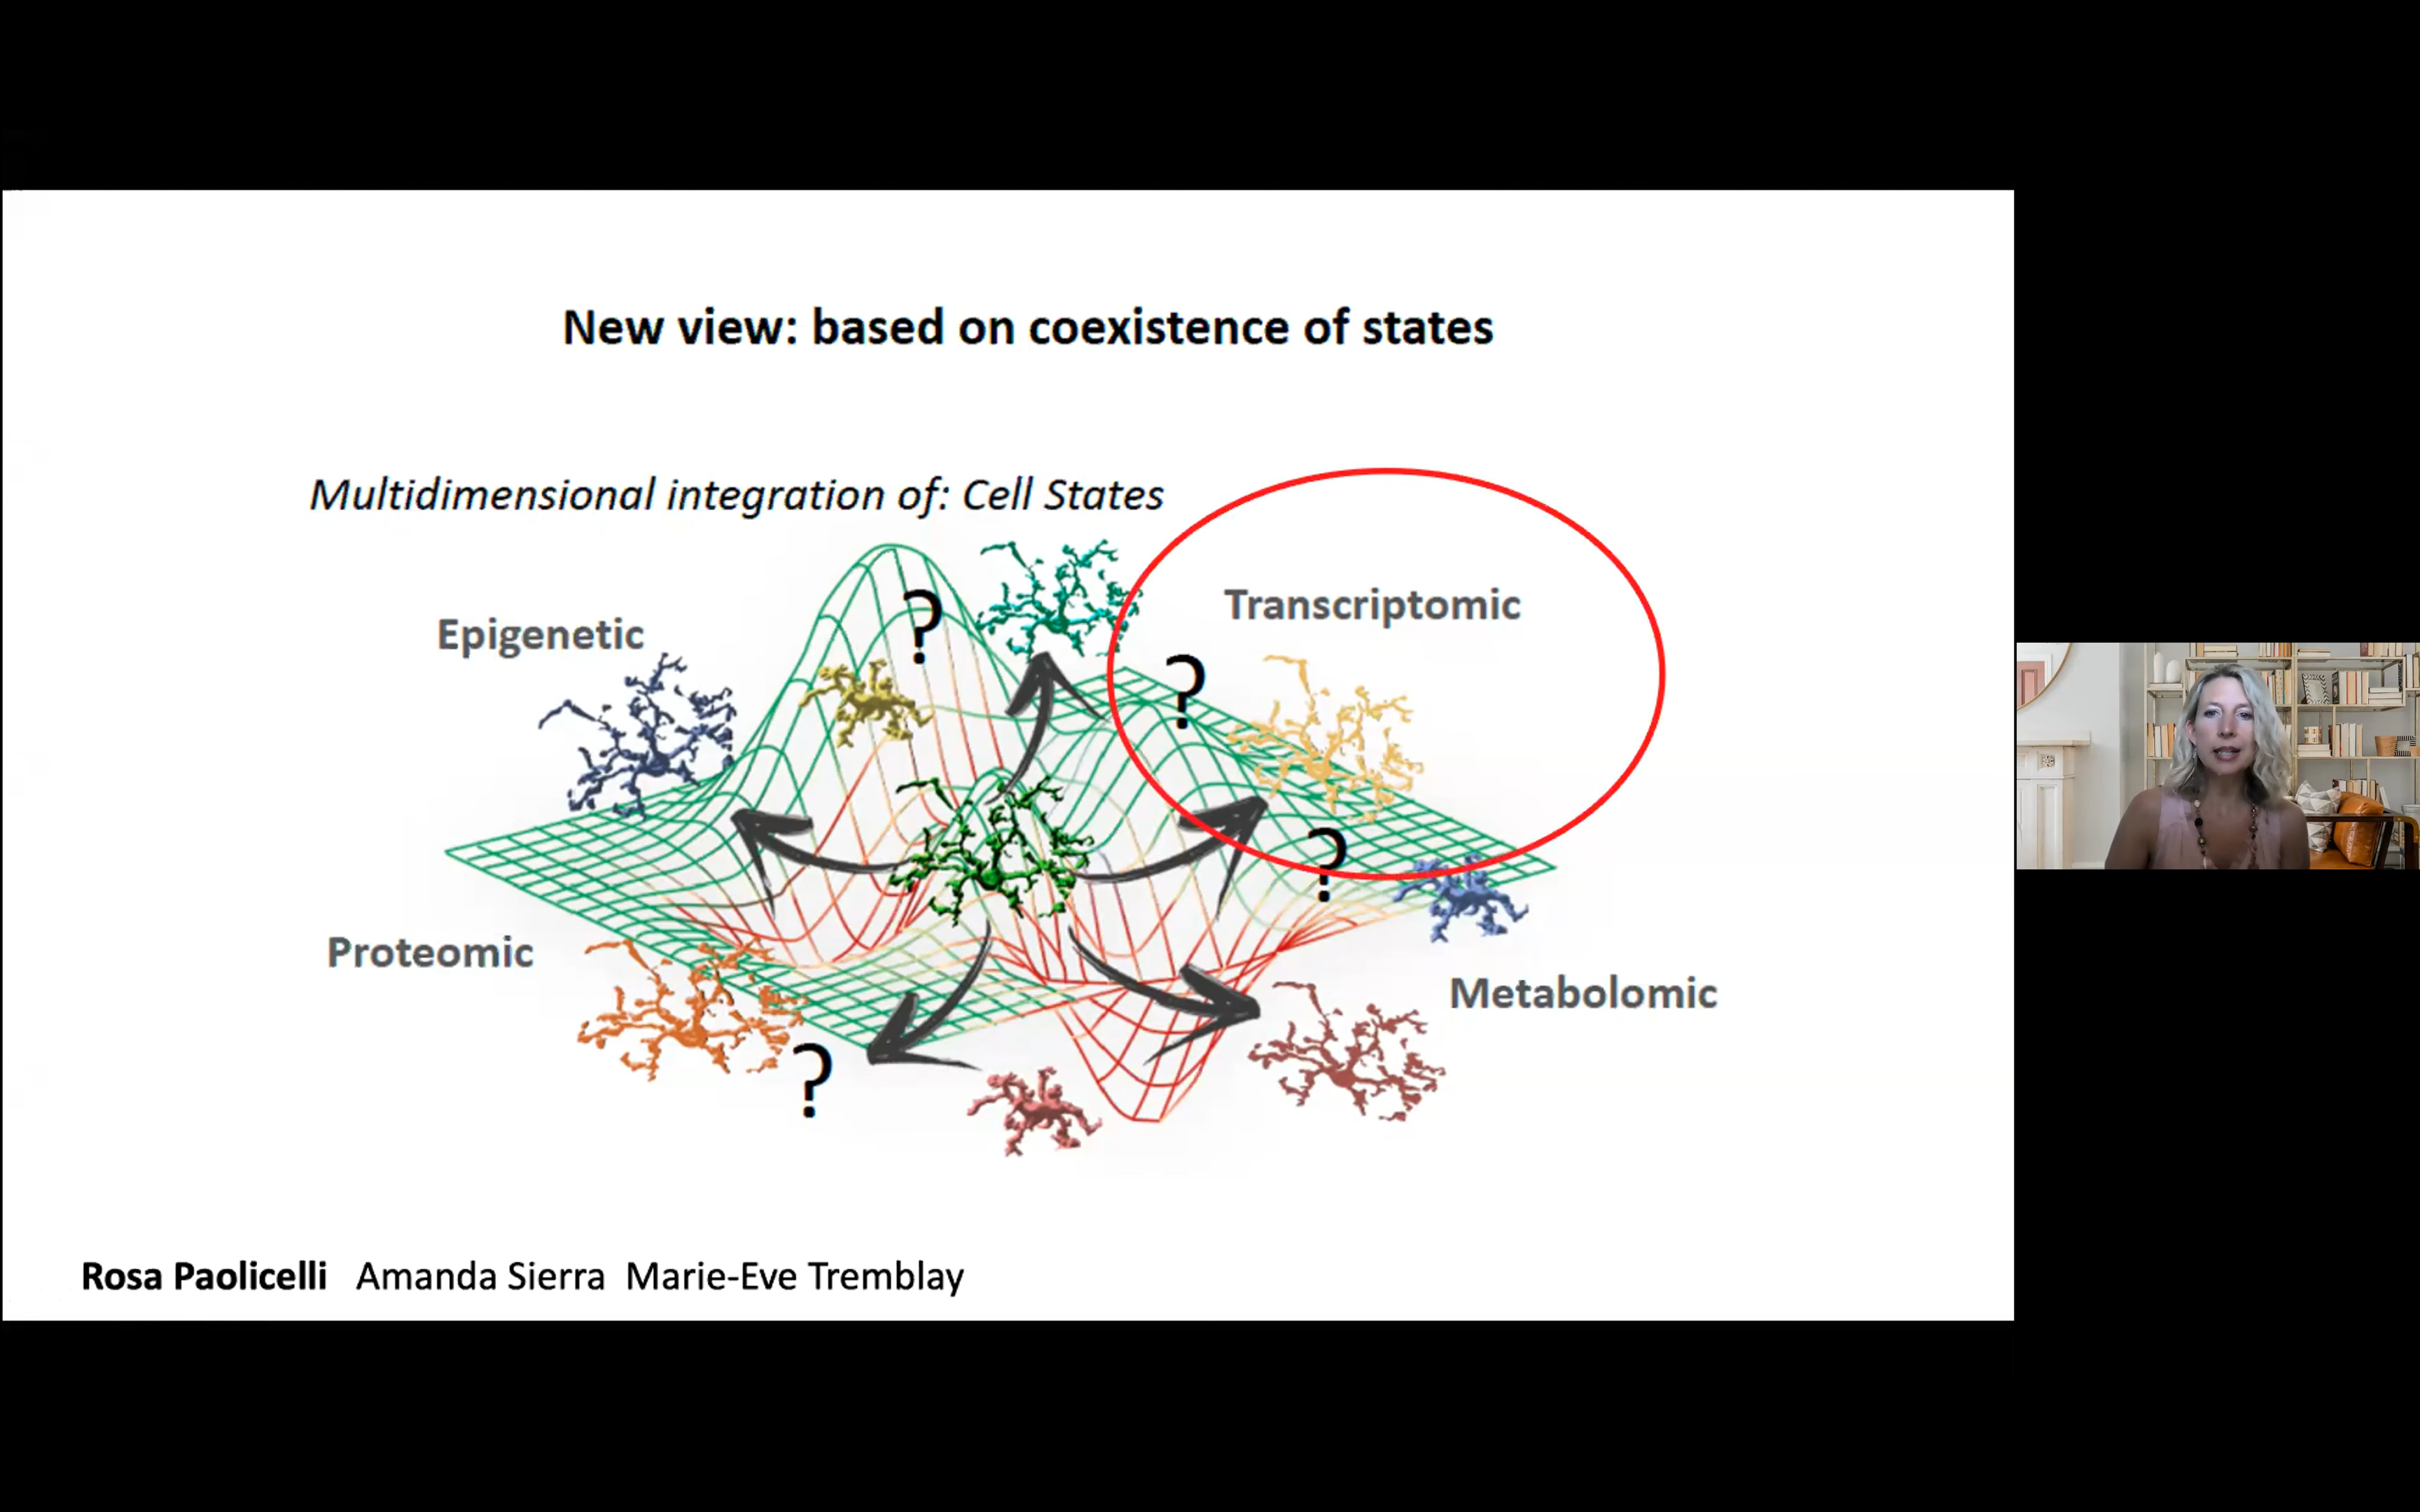 New view: based on coexistence of states
Multidimensional integration of: Cell States
Epigenetic
?
Transcriptomic
?
?
Proteomic
Metabolomic
?
Rosa Paolicelli Amanda Sierra Marie-Eve Tremblay